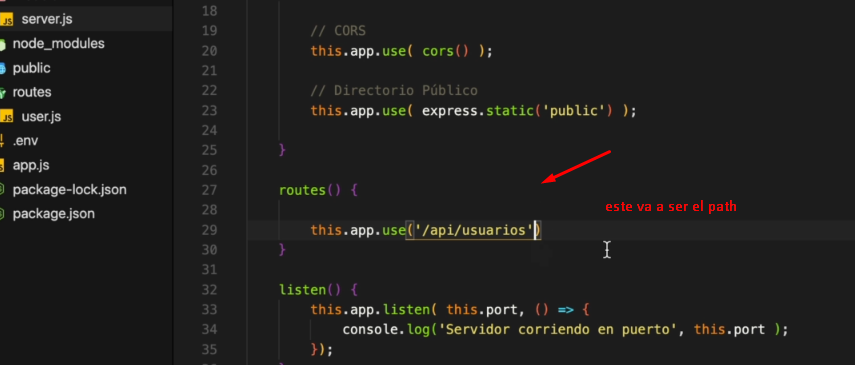 server.js
node_modules
public
routes
user.js
.env
app.js
package-lock.json
package.json
18
19 // CORS
20 this.app.use( cors() );
21
22 // Directorio Público
23 this.app.use( express.static('public') );
24
25 }
26
27 routes() {
28
29 this.app.use('/api/usuarios')
30 }
31
32 listen() {
33 this.app.listen( this.port, () => {
34 console.log('Servidor corriendo en puerto', this.port );
35 });
este va a ser el path